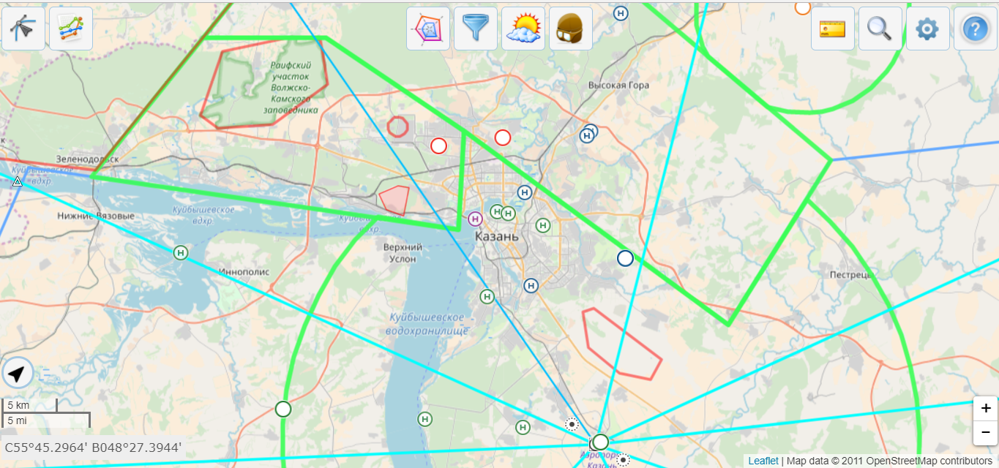 Раифский
участок
Волжско-
Камского
заповедника
Высокая Гора
Зеленодольск
Куйбышевское
вдхр.
Нижние Вязовые
Куйбышевское
вдхр.
вдхр.
Казань
Верхний
Услон
Иннополис
Пестрецы
Куйбышевское
водохранилище
H
H
H
H
H
H
H
H
H
H
H
H
H
5 km
5 mi
C55°45.2964' B048°27.3944'
Аэропорт
Казань
+
−
?
Leaflet | Map data © 2011 OpenStreetMap contributors